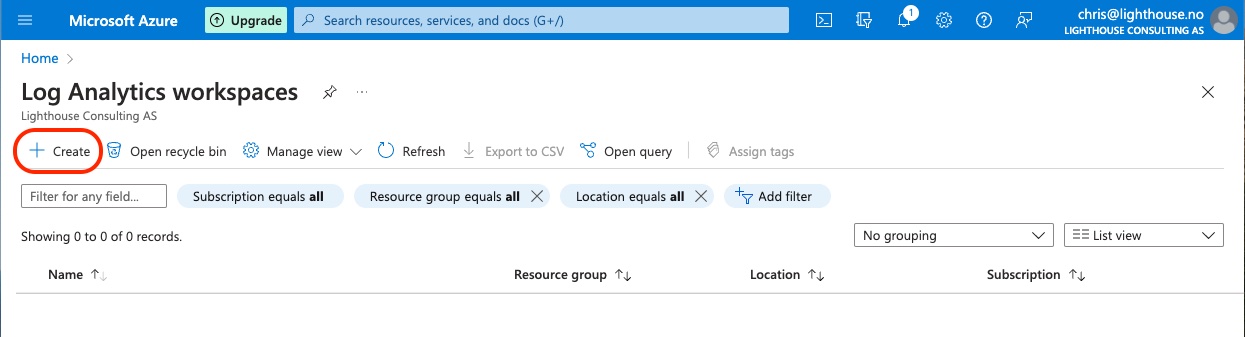 Microsoft Azure Upgrade Search resources, services, and docs (G+/) 1 chris@lighthouse.no
LIGHTHOUSE CONSULTING AS
Home
Log Analytics workspaces
Lighthouse Consulting AS
Create Open recycle bin Manage view Refresh Export to CSV Open query Assign tags
Filter for any field... Subscription equals all Resource group equals all Location equals all Add filter
Showing 0 to 0 of 0 records. No grouping List view
Name Resource group Location Subscription